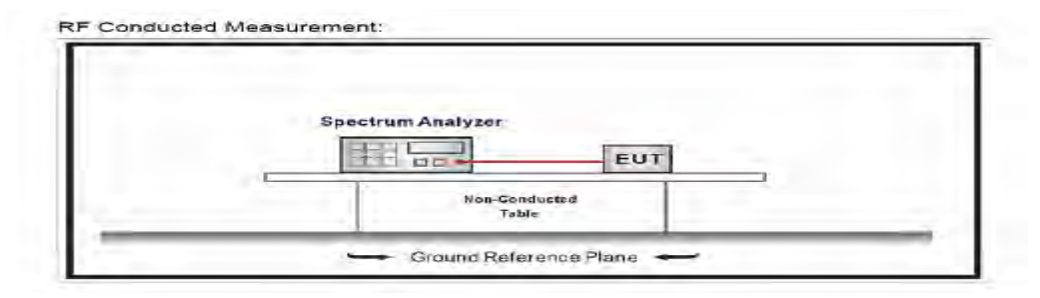 RF Conducted Measurement:
Spectrum Analyzer
EUT
Non-Conducted
Table
Ground Reference Plane